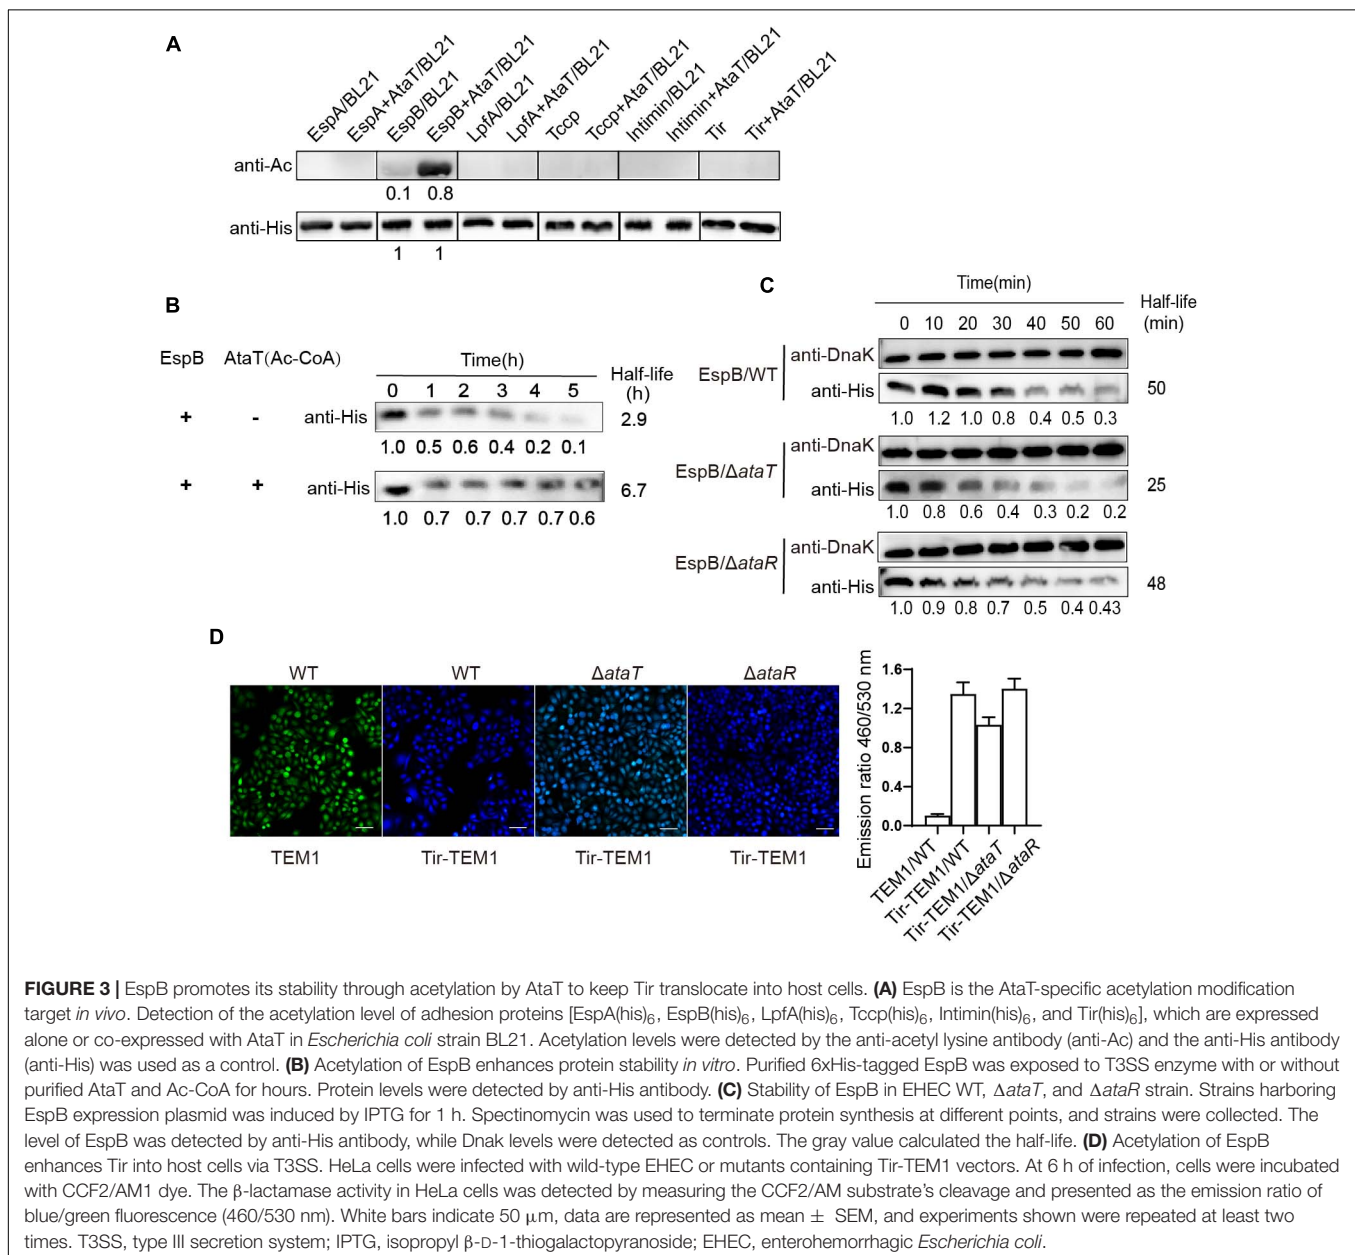 A
EspA/BL21
EspA+AtaT/BL21
EspB/BL21
EspB+AtaT/BL21
LpfA/BL21
LpfA+AtaT/BL21
Tccp
Tccp+AtaT/BL21
Intimin/BL21
Intimin+AtaT/BL21
Tir
Tir+AtaT/BL21
anti-Ac
0.1 0.8
anti-His
1 1
B
EspB AtaT(Ac-CoA) Time(h) Half-life (h)
0 1 2 3 4 5
+ - anti-His 2.9
1.0 0.5 0.6 0.4 0.2 0.1
+ + anti-His 6.7
1.0 0.7 0.7 0.7 0.7 0.6
C
Time(min)
Half-life (min)
0 10 20 30 40 50 60
EspB/WT
anti-DnaK
anti-His 50
1.0 1.2 1.0 0.8 0.4 0.5 0.3
EspB/ΔataT
anti-DnaK
anti-His 25
1.0 0.8 0.6 0.4 0.3 0.2 0.2
EspB/ΔataR
anti-DnaK
anti-His 48
1.0 0.9 0.8 0.7 0.5 0.4 0.43
D
WT WT ΔataT ΔataR
TEM1 Tir-TEM1 Tir-TEM1 Tir-TEM1
Emission ratio 460/530 nm
1.6
1.2
0.8
0.4
0.0
TEM1/WT
Tir-TEM1/WT
Tir-TEM1/ΔataT
Tir-TEM1/ΔataR
FIGURE 3 | EspB promotes its stability through acetylation by AtaT to keep Tir translocate into host cells. (A) EspB is the AtaT-specific acetylation modification
target in vivo. Detection of the acetylation level of adhesion proteins [EspA(his)6, EspB(his)6, LpfA(his)6, Tccp(his)6, Intimin(his)6, and Tir(his)6], which are expressed
alone or co-expressed with AtaT in Escherichia coli strain BL21. Acetylation levels were detected by the anti-acetyl lysine antibody (anti-Ac) and the anti-His antibody
(anti-His) was used as a control. (B) Acetylation of EspB enhances protein stability in vitro. Purified 6xHis-tagged EspB was exposed to T3SS enzyme with or without
purified AtaT and Ac-CoA for hours. Protein levels were detected by anti-His antibody. (C) Stability of EspB in EHEC WT, ΔataT, and ΔataR strain. Strains harboring
EspB expression plasmid was induced by IPTG for 1 h. Spectinomycin was used to terminate protein synthesis at different points, and strains were collected. The
level of EspB was detected by anti-His antibody, while Dnak levels were detected as controls. The gray value calculated the half-life. (D) Acetylation of EspB
enhances Tir into host cells via T3SS. HeLa cells were infected with wild-type EHEC or mutants containing Tir-TEM1 vectors. At 6 h of infection, cells were incubated
with CCF2/AM1 dye. The β-lactamase activity in HeLa cells was detected by measuring the CCF2/AM substrate's cleavage and presented as the emission ratio of
blue/green fluorescence (460/530 nm). White bars indicate 50 μm, data are represented as mean ± SEM, and experiments shown were repeated at least two
times. T3SS, type III secretion system; IPTG, isopropyl β-D-1-thiogalactopyranoside; EHEC, enterohemorrhagic Escherichia coli.